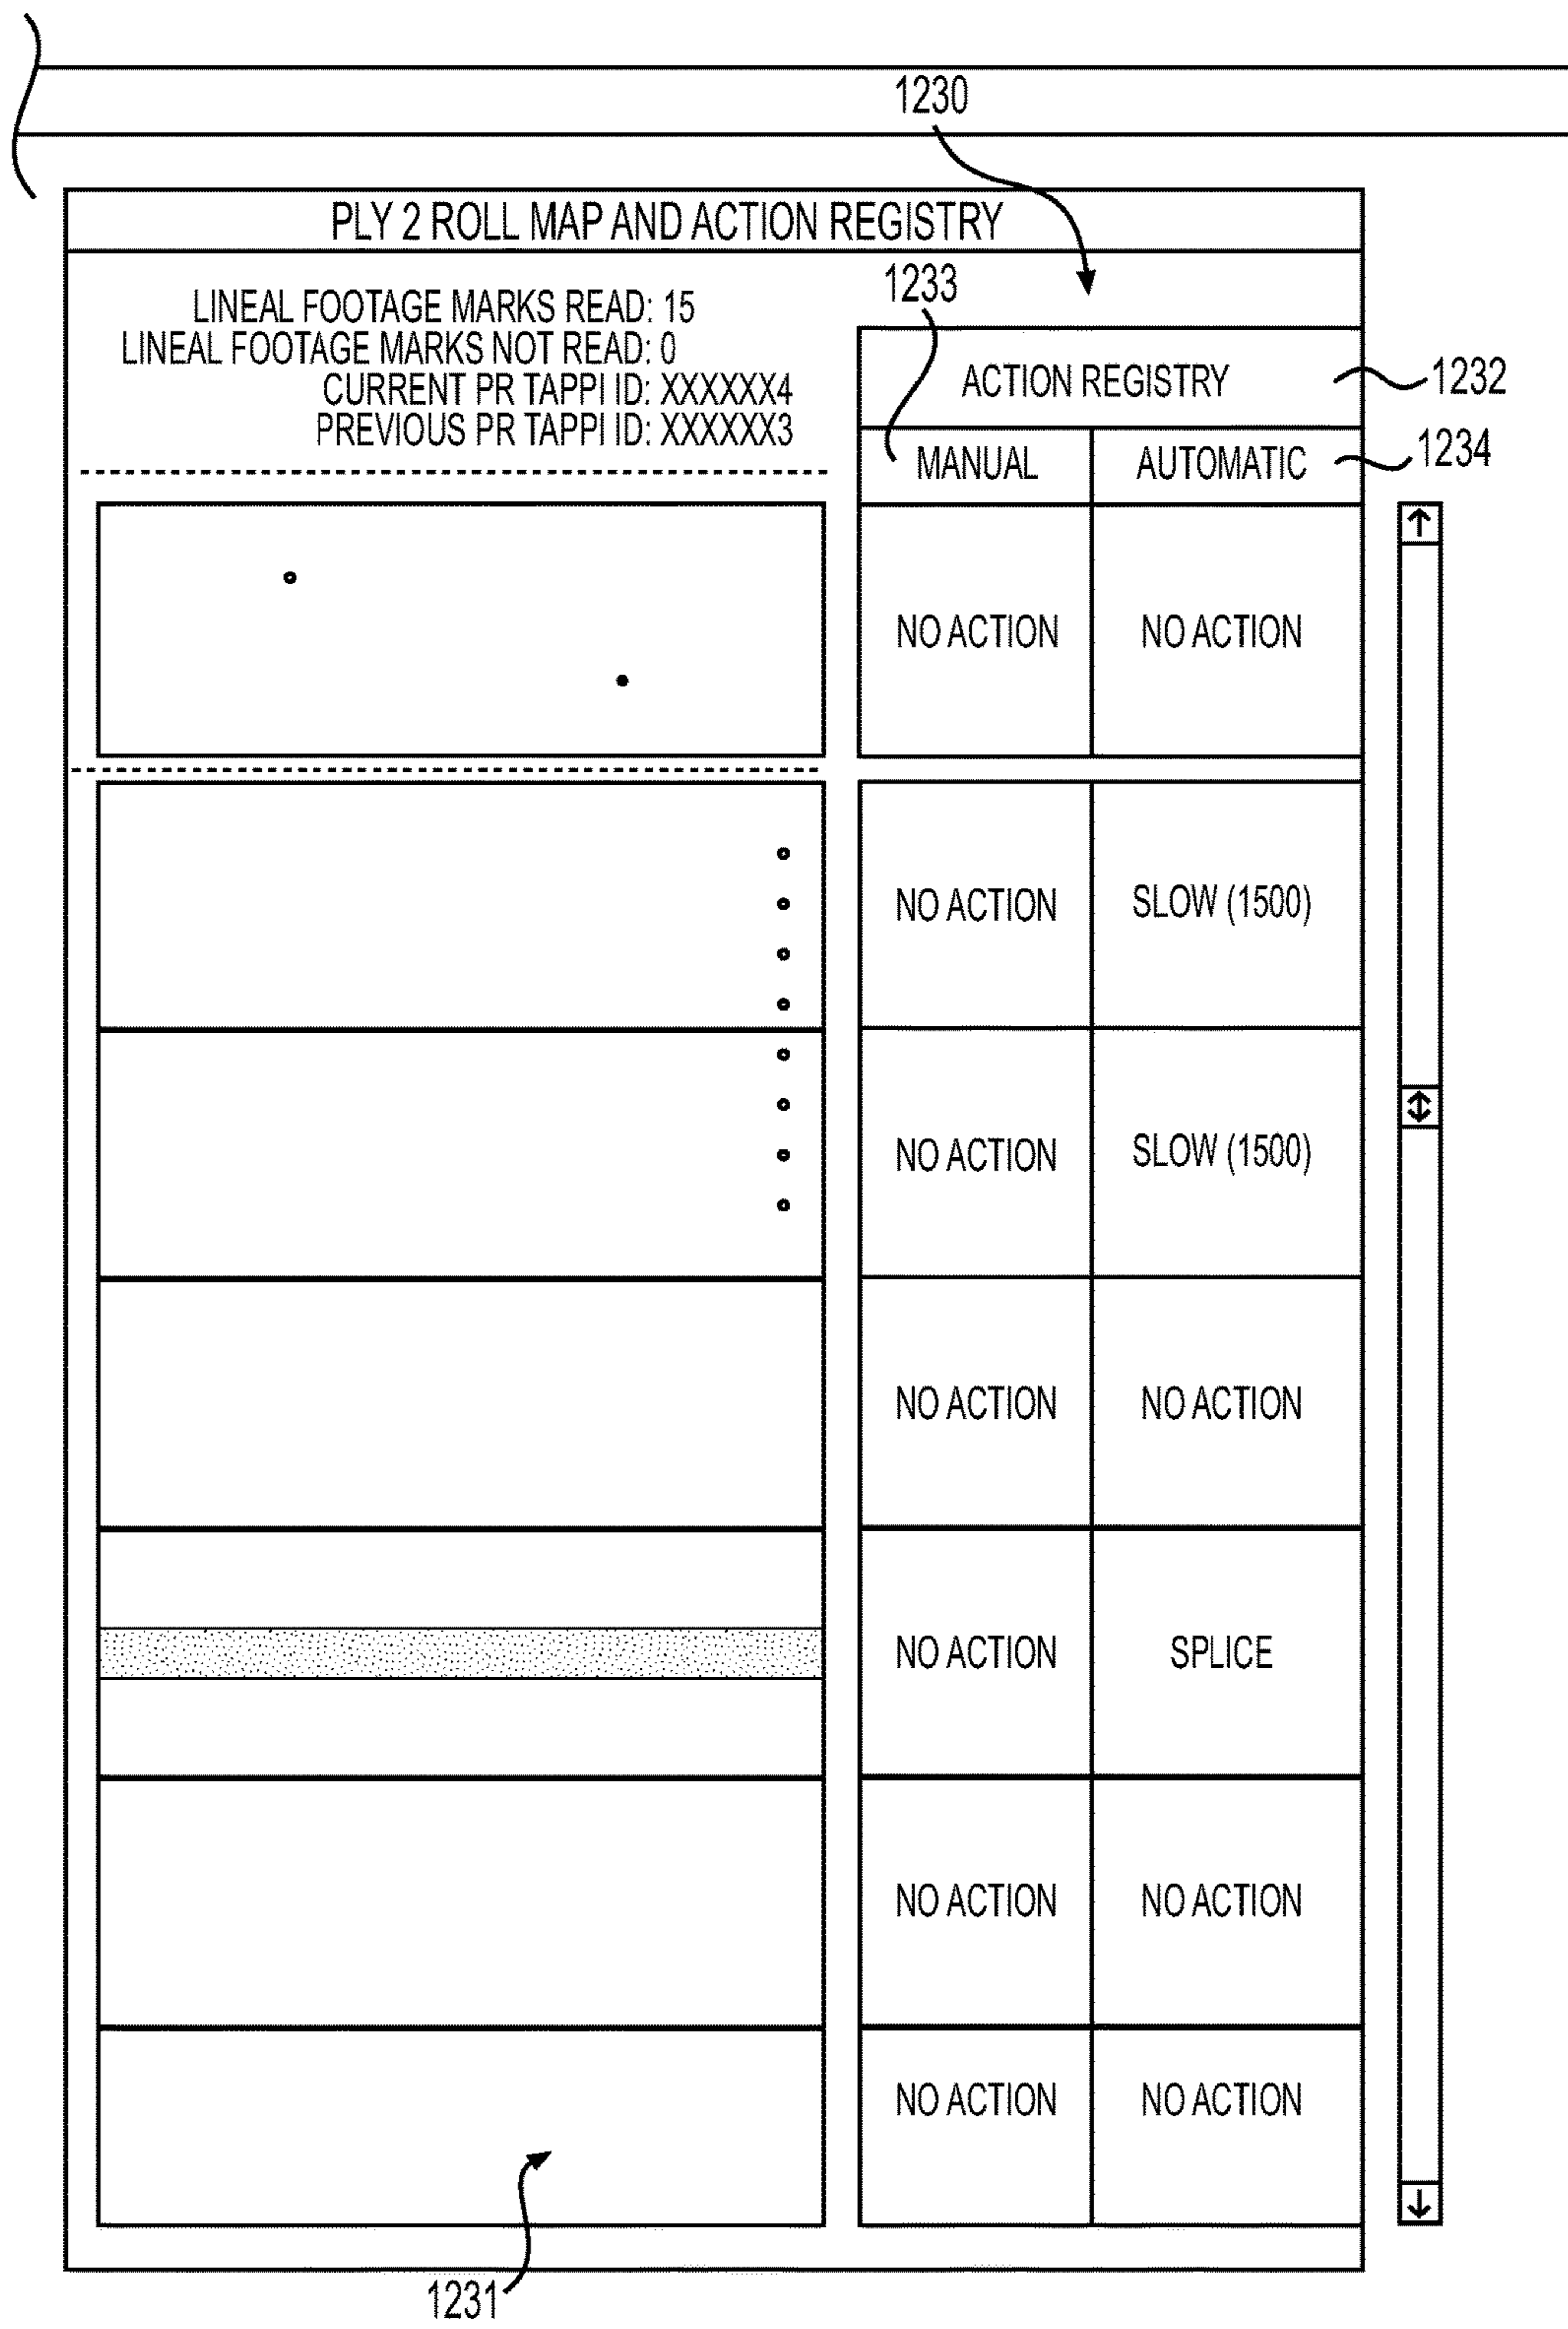 1230
PLY 2 ROLL MAP AND ACTION REGISTRY
1233
LINEAL FOOTAGE MARKS READ: 15
LINEAL FOOTAGE MARKS NOT READ: 0
CURRENT PR TAPPI ID: XXXXXX4
PREVIOUS PR TAPPI ID: XXXXXX3
ACTION REGISTRY
1232
MANUAL AUTOMATIC
1234
NO ACTION NO ACTION
NO ACTION SLOW (1500)
NO ACTION SLOW (1500)
NO ACTION NO ACTION
NO ACTION SPLICE
NO ACTION NO ACTION
NO ACTION NO ACTION
1231